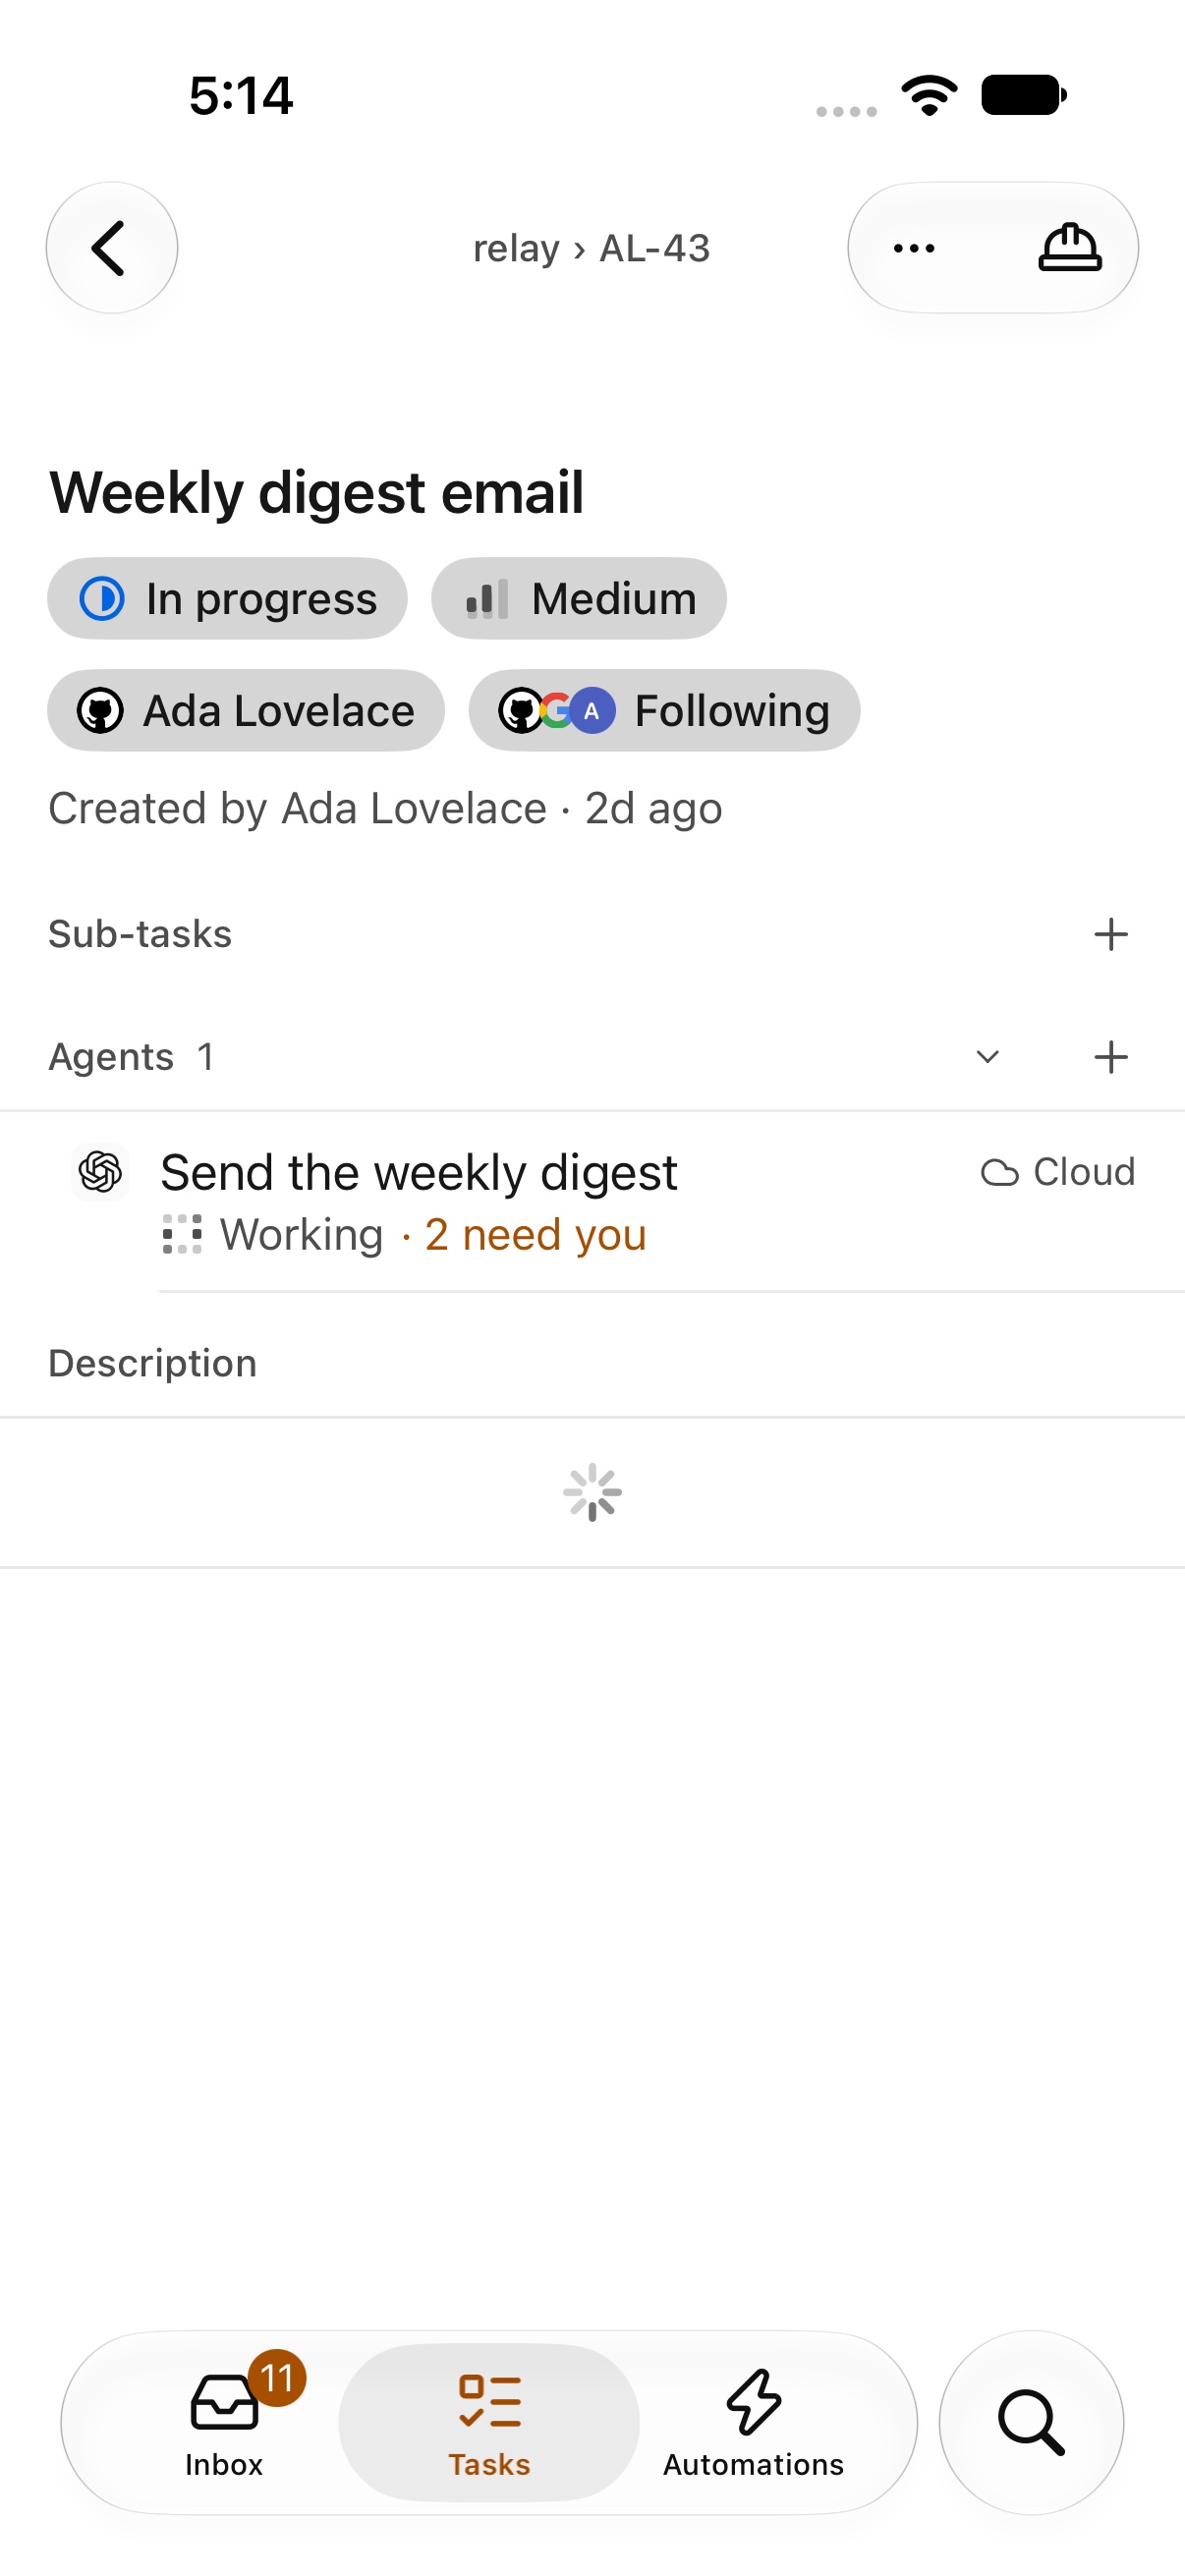 5:14
relay › AL-43
Weekly digest email
In progress
Medium
Ada Lovelace
A
Following
Created by Ada Lovelace · 2d ago
Sub-tasks
Agents 1
Send the weekly digest
Cloud
Working · 2 need you
Description
11
Inbox
Tasks
Automations